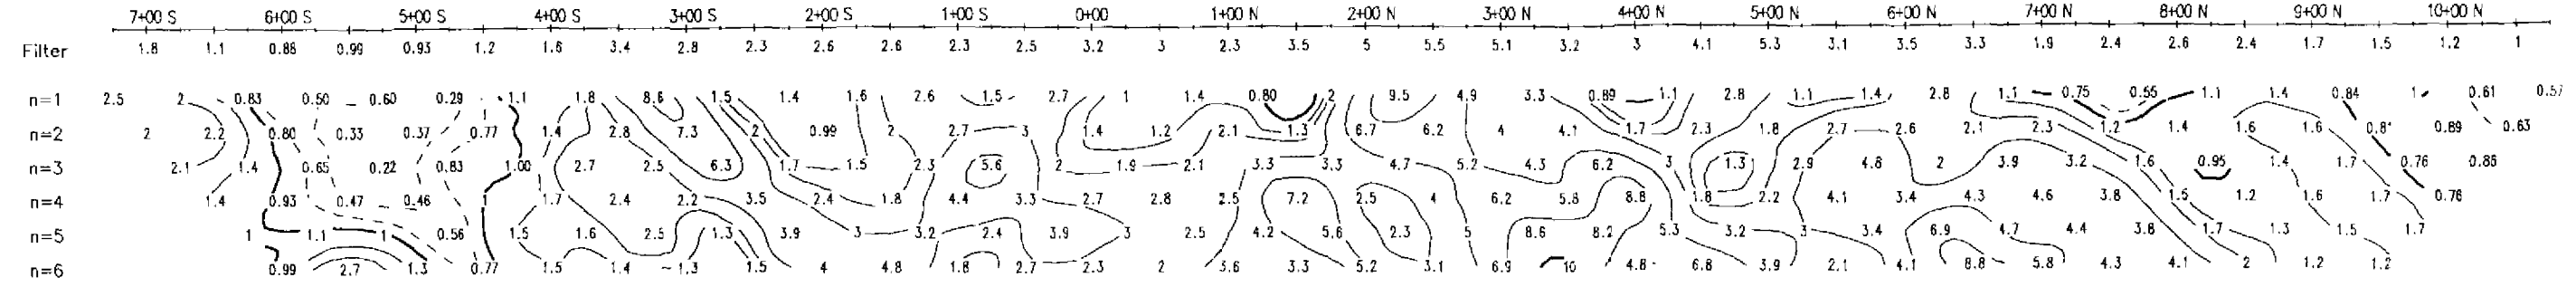 7+00 S 6+00 S 5+00 S 4+00 S 3+00 S 2+00 S 1+00 S 0+00 1+00 N 2+00 N 3+00 N 4+00 N 5+00 N 6+00 N 7+00 N 8+00 N 9+00 N 10+00 N
Filter 1.8 1.1 0.88 0.99 0.93 1.2 1.6 3.4 2.8 2.3 2.6 2.6 2.3 2.5 3.2 3 2.3 3.5 5 5.5 5.1 3.2 3 4.1 5.3 3.1 3.5 3.3 1.9 2.4 2.6 2.4 1.7 1.5 1.2 1
n=1 2.5 2 0.83 0.50 0.60 0.29 1.1 1.8 8.6 1.5 1.4 1.6 2.6 1.5 2.7 1 1.4 0.80 2 9.5 4.9 3.3 0.89 1.1 2.8 1.1 1.4 2.8 1.1 0.75 0.55 1.1 1.4 0.84 1 0.61 0.57
n=2 2 2.2 0.80 0.33 0.37 0.77 1.4 2.8 7.3 2 0.99 2 2.7 3 1.4 1.2 2.1 1.3 6.7 6.2 4 4.1 1.7 2.3 1.8 2.7 2.6 2.1 2.3 1.2 1.4 1.6 1.6 0.89 0.63
n=3 2.1 1.4 0.65 0.22 0.83 1.00 2.7 2.5 6.3 1.7 1.5 2.3 5.6 2 1.9 2.1 3.3 3.3 4.7 5.2 4.3 6.2 3 1.3 2.9 4.8 2 3.9 3.2 1.6 0.95 1.4 1.7 0.76 0.86
n=4 1.4 0.93 0.47 0.46 1 1.7 2.4 2.2 3.5 2.4 1.8 4.4 3.3 2.7 2.8 2.5 7.2 2.5 4 6.2 5.8 8.8 1.8 2.2 4.1 3.4 4.3 4.6 3.8 1.5 1.2 1.6 1.7 0.76
n=5 1 1.1 1 0.56 1.5 1.6 2.5 1.3 3.9 3 3.2 2.4 3.9 3 2.5 4.2 5.6 2.3 5 8.6 8.2 5.3 3.2 3 3.4 6.9 4.7 4.4 3.8 1.7 1.3 1.5 1.7
n=6 0.99 2.7 1.3 0.77 1.5 1.4 1.3 1.5 4 4.8 1.8 2.7 2.3 2 3.6 3.3 5.2 3.1 6.9 10 4.8 6.8 3.9 2.1 4.1 8.8 5.8 4.3 4.1 2 1.2 1.2